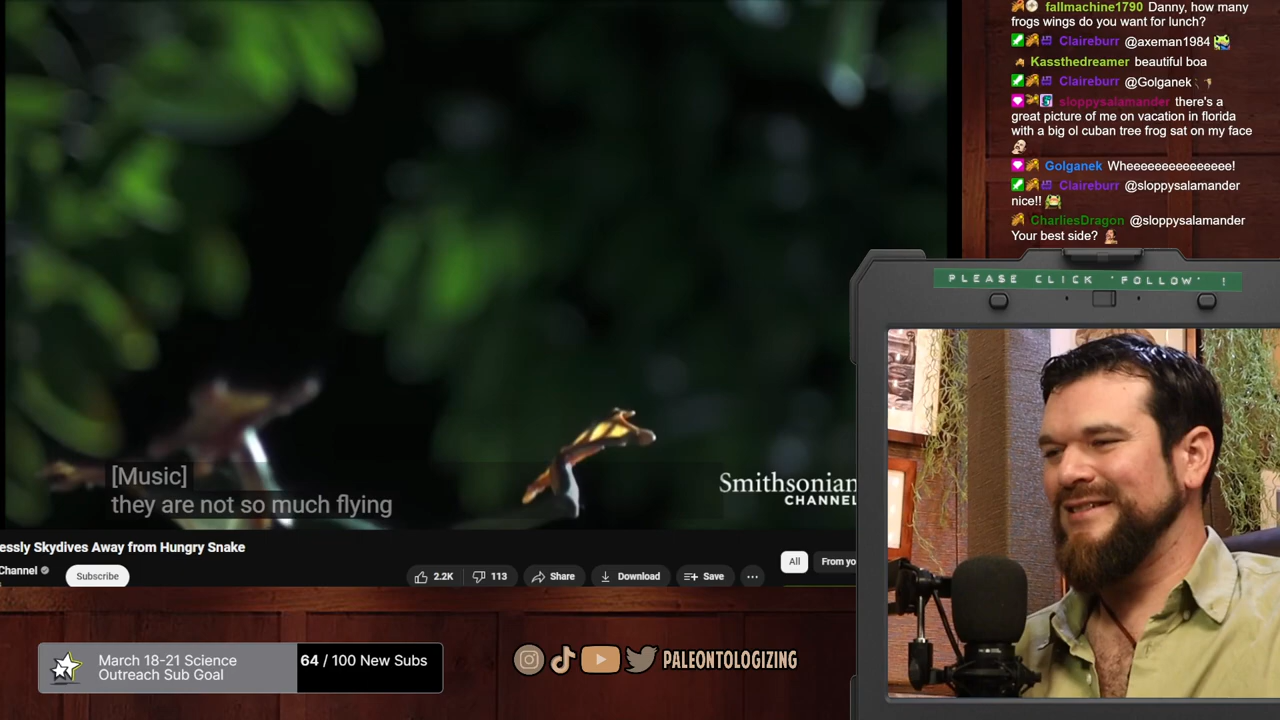 fallmachine1790 Danny, how many
frogs wings do you want for lunch?
Claireburr @axeman1984
Kassthedreamer beautiful boa
Claireburr @Golganek
sloppysalamander there's a
great picture of me on vacation in florida
with a big ol cuban tree frog sat on my face
Golganek Wheeeeeeeeeeeeeee!
Claireburr @sloppysalamander
nice!!
CharliesDragon @sloppysalamander
Your best side?
PLEASE CLICK 'FOLLOW' !
[Music]
they are not so much flying
Smithsonian
CHANNEL
essly Skydives Away from Hungry Snake
Channel
Subscribe
2.2K
113
Share
Download
Save
All
From yo
March 18-21 Science
Outreach Sub Goal
64 / 100 New Subs
PALEONTOLOGIZING